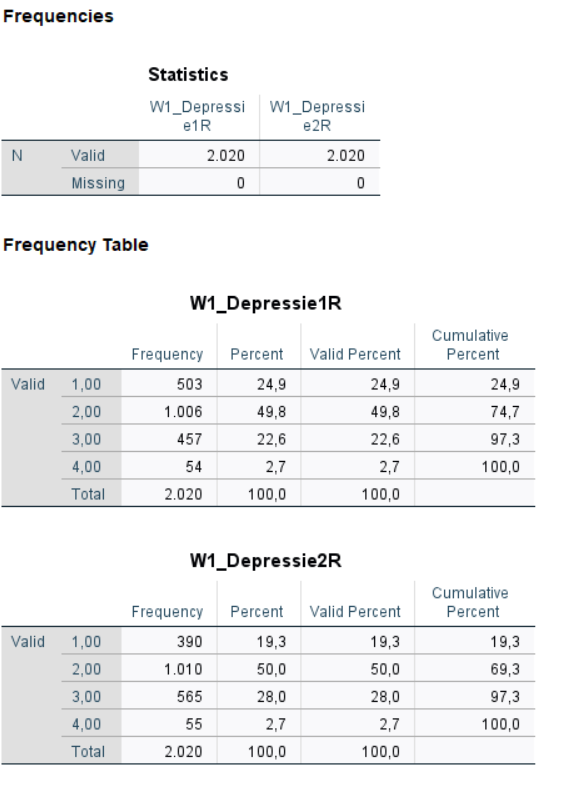 Frequencies
Statistics
W1_Depressi W1_Depressi
e1R e2R
N Valid 2.020 2.020
Missing 0 0
Frequency Table
W1_Depressie1R
Cumulative
Frequency Percent Valid Percent Percent
Valid 1,00 503 24,9 24,9 24,9
2,00 1.006 49,8 49,8 74,7
3,00 457 22,6 22,6 97,3
4,00 54 2,7 2,7 100,0
Total 2.020 100,0 100,0
W1_Depressie2R
Cumulative
Frequency Percent Valid Percent Percent
Valid 1,00 390 19,3 19,3 19,3
2,00 1.010 50,0 50,0 69,3
3,00 565 28,0 28,0 97,3
4,00 55 2,7 2,7 100,0
Total 2.020 100,0 100,0